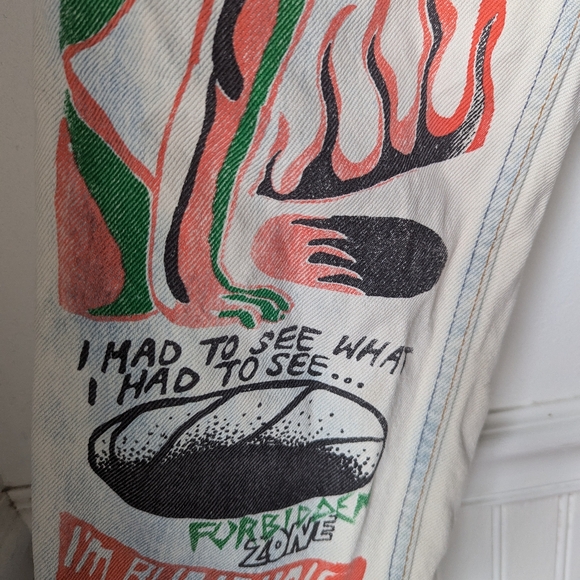 I HAD TO SEE WHAT
I HAD TO SEE...
FORBIDDEN
ZONE
I'M